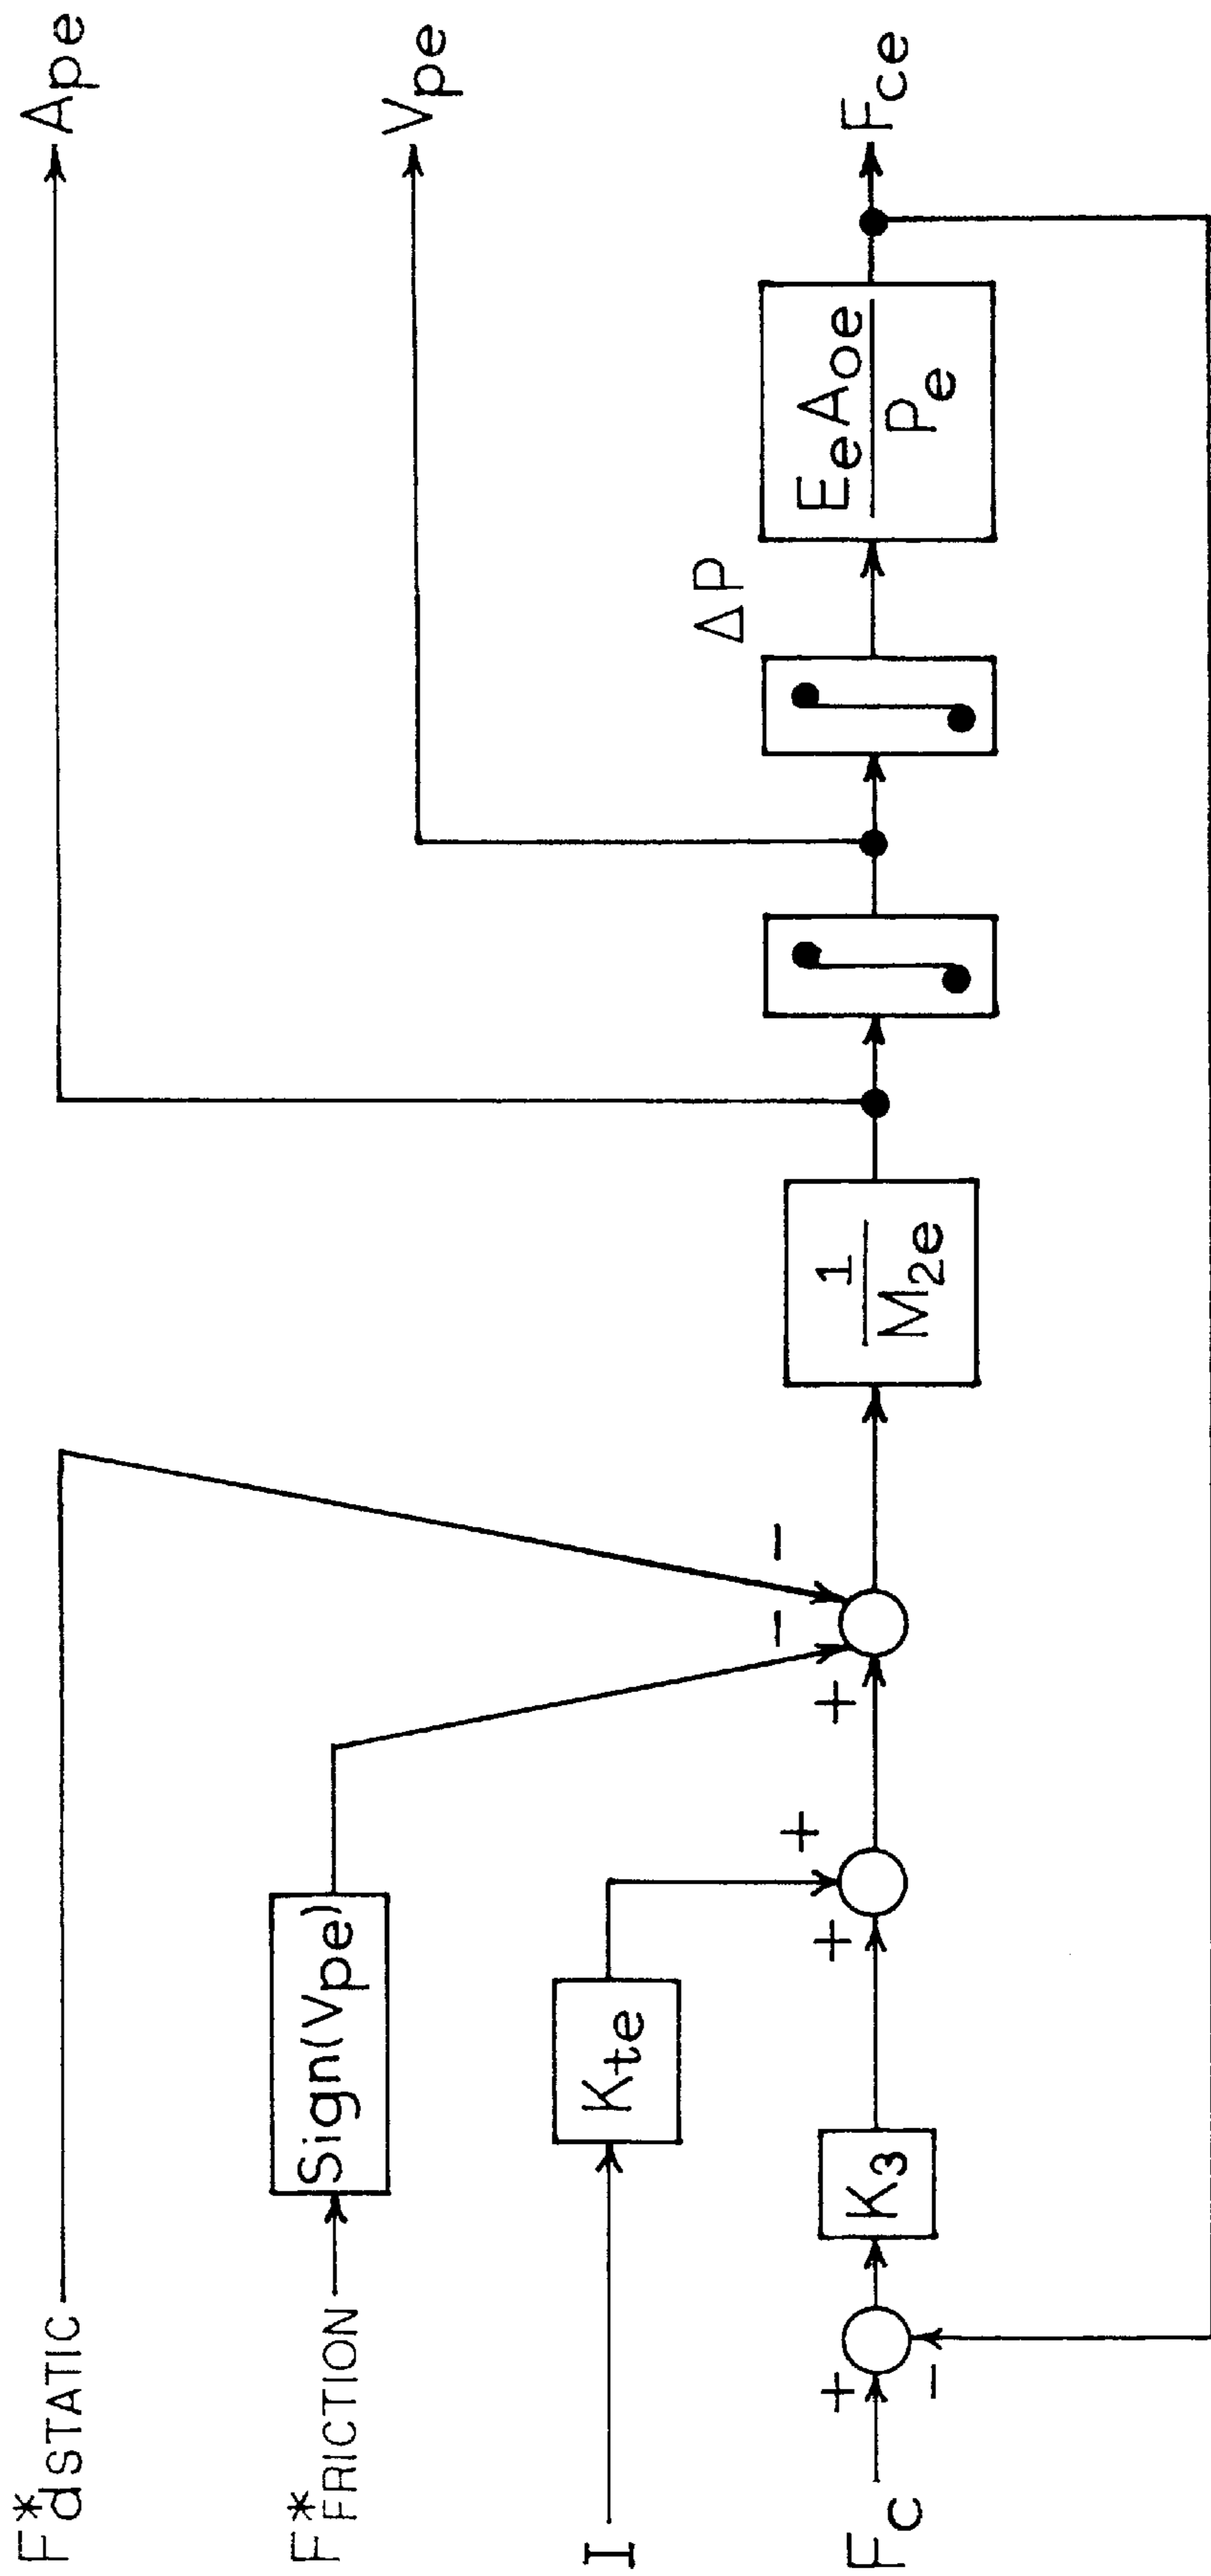 F*dSTATIC
Ape
F*FRICTION
Sign(Vpe)
Vpe
- -
I
Kte
+
ΔP
Fc
+
-
K3
+
+
1
M2e
∫
∫
EeAoe
Pe
Fce